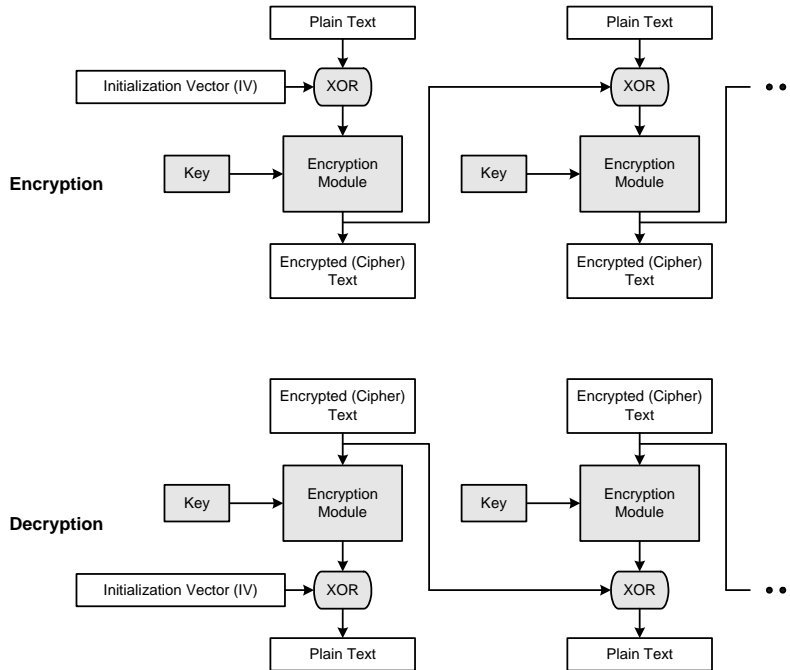 Plain Text
Plain Text
Initialization Vector (IV)
XOR
XOR
Encryption
Key
Encryption
Module
Key
Encryption
Module
Encrypted (Cipher)
Text
Encrypted (Cipher)
Text
Encrypted (Cipher)
Text
Encrypted (Cipher)
Text
Decryption
Key
Encryption
Module
Key
Encryption
Module
Initialization Vector (IV)
XOR
XOR
Plain Text
Plain Text